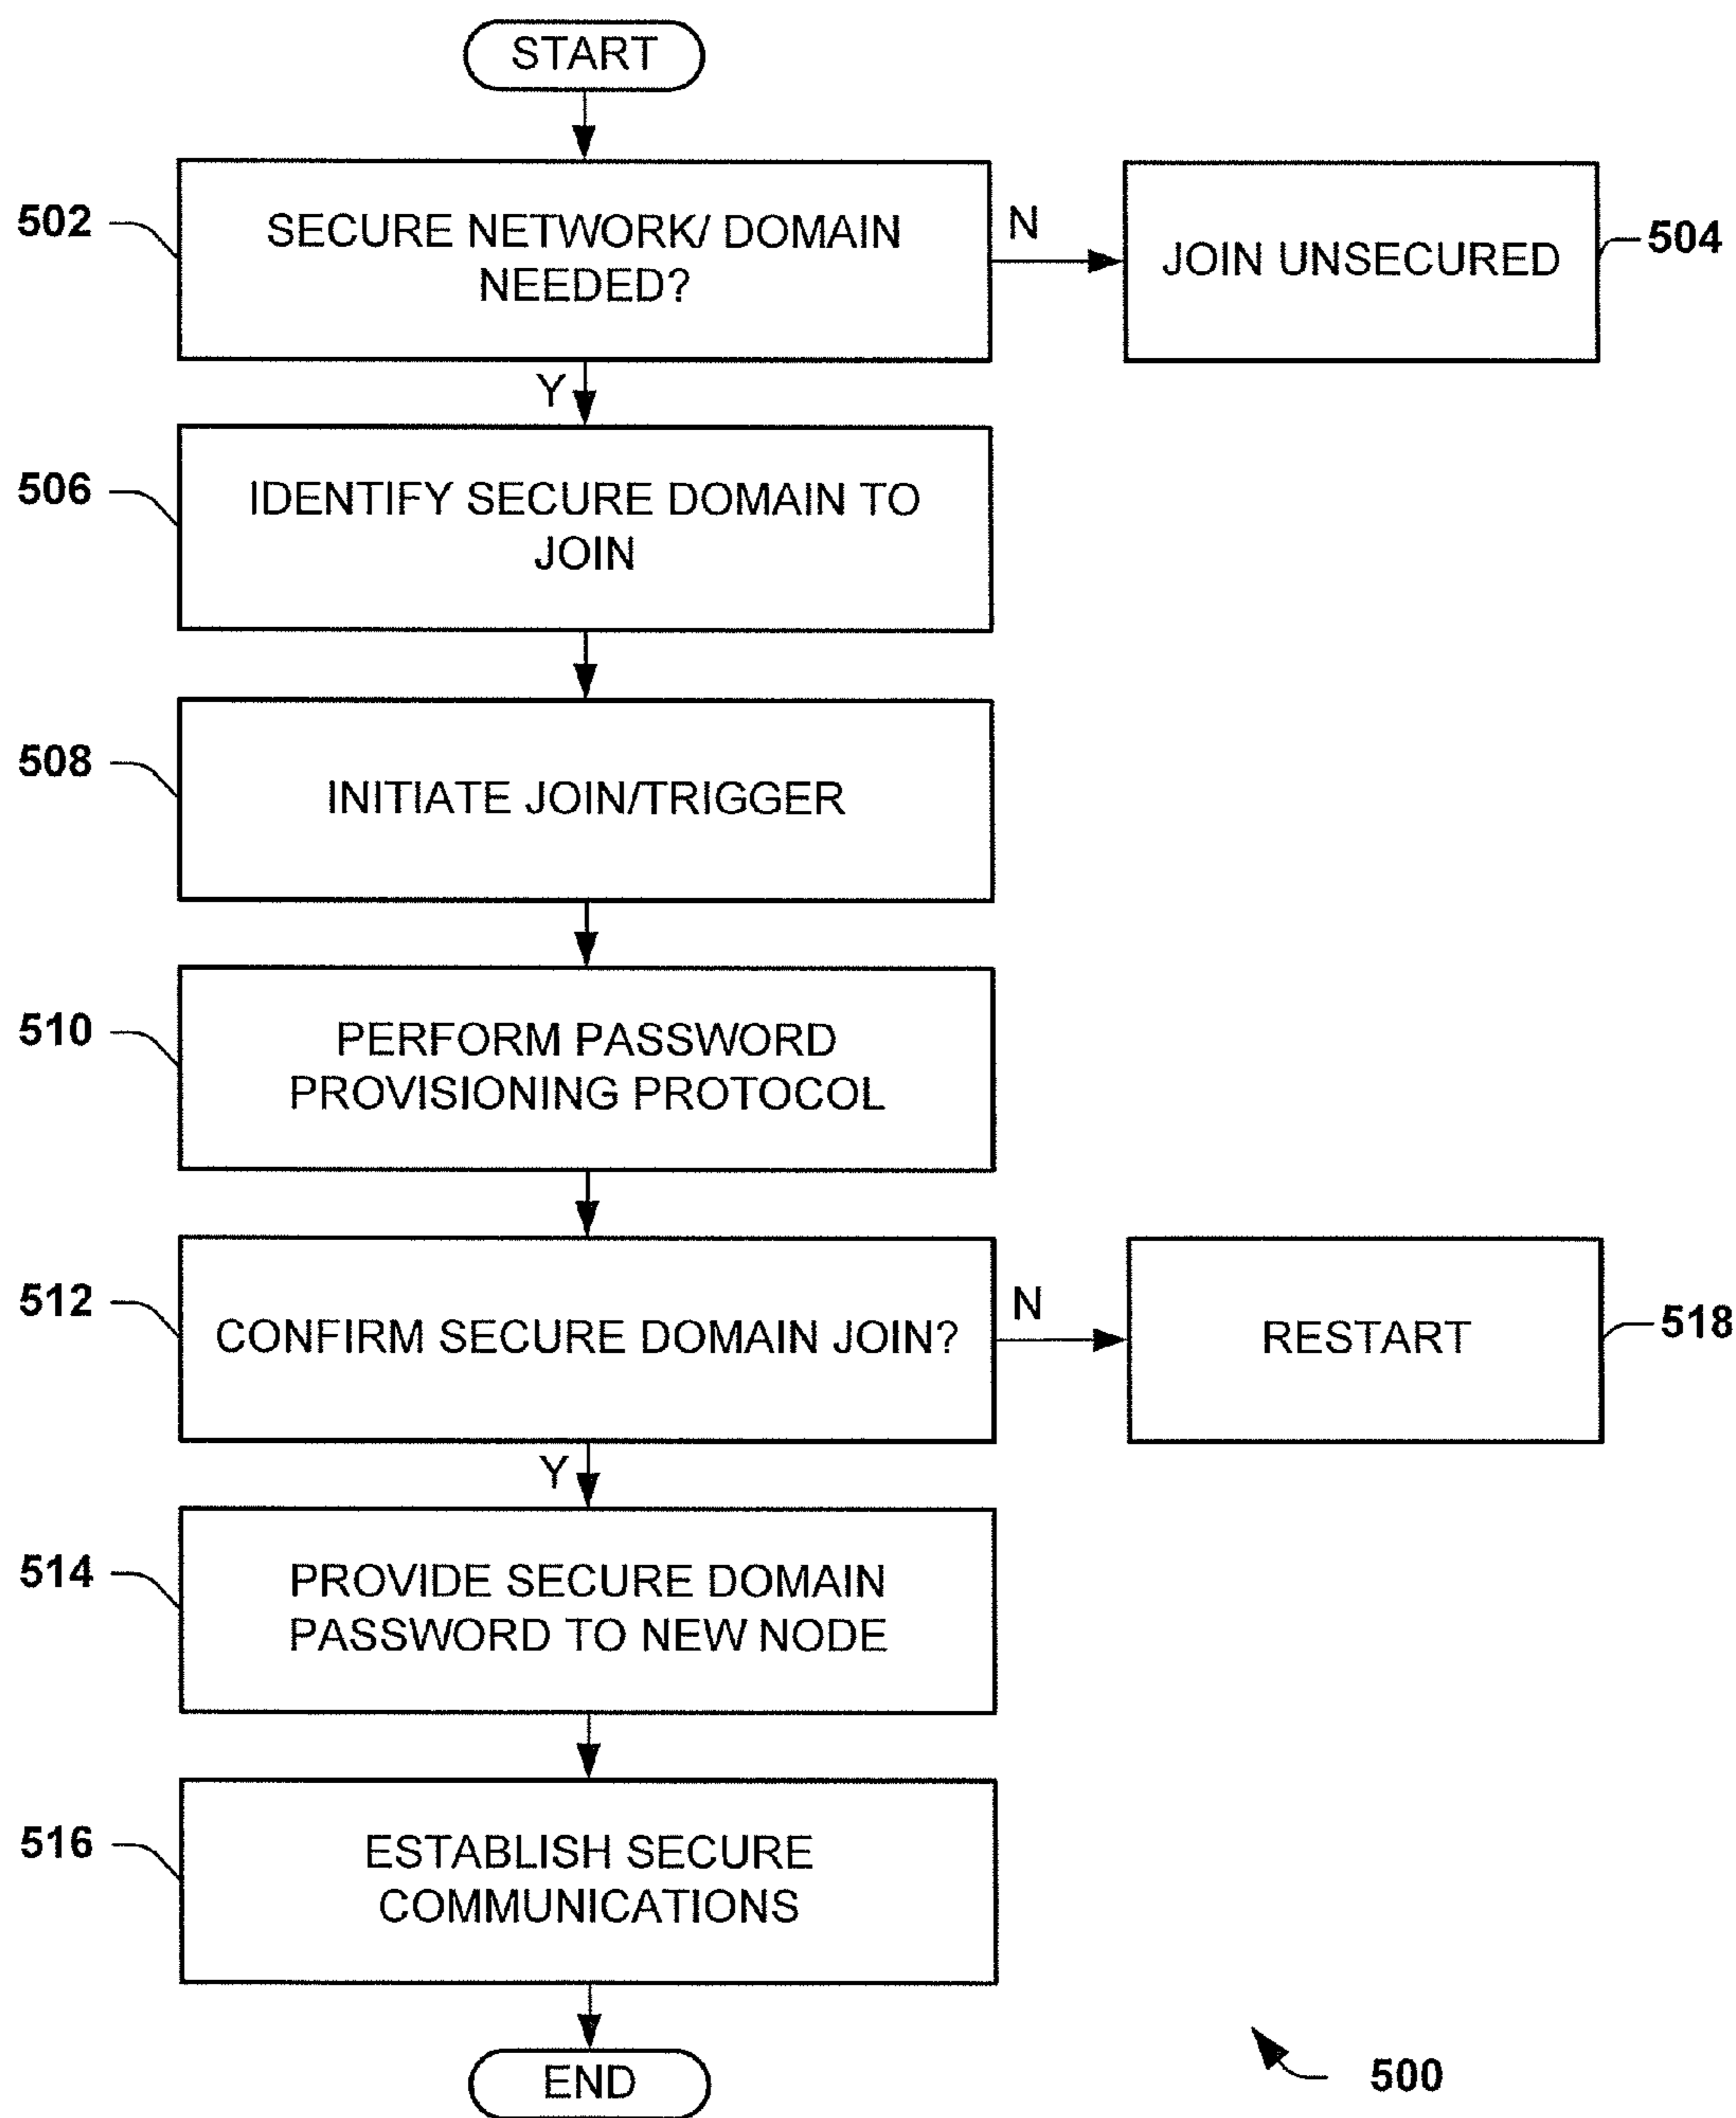 START
502
SECURE NETWORK/ DOMAIN
NEEDED?
N
JOIN UNSECURED
504
Y
506
IDENTIFY SECURE DOMAIN TO
JOIN
508
INITIATE JOIN/TRIGGER
510
PERFORM PASSWORD
PROVISIONING PROTOCOL
512
CONFIRM SECURE DOMAIN JOIN?
N
RESTART
518
Y
514
PROVIDE SECURE DOMAIN
PASSWORD TO NEW NODE
516
ESTABLISH SECURE
COMMUNICATIONS
END
500